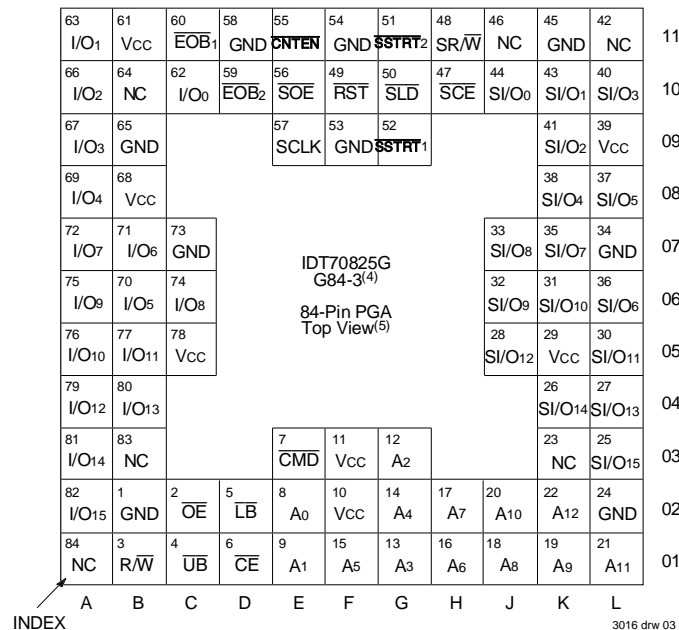 63 61 60 58 55 54 51 48 46 45 42
I/O1 VCC EOB1 GND CNTEN GND SSTRT2 SR/W NC GND NC 11
66 64 62 59 56 49 50 47 44 43 40
I/O2 NC I/O0 EOB2 SOE RST SLD SCE SI/O0 SI/O1 SI/O3 10
67 65 57 53 52 41 39
I/O3 GND SCLK GND SSTRT1 SI/O2 VCC 09
69 68 38 37
I/O4 VCC SI/O4 SI/O5 08
72 71 73 33 35 34
I/O7 I/O6 GND SI/O8 SI/O7 GND 07
IDT70825G
G84-3(4)
75 70 74 32 31 36
I/O9 I/O5 I/O8 SI/O9 SI/O10 SI/O6 06
84-Pin PGA
Top View(5)
76 77 78 28 29 30
I/O10 I/O11 VCC SI/O12 VCC SI/O11 05
79 80 26 27
I/O12 I/O13 SI/O14 SI/O13 04
81 83 7 11 12 23 25
I/O14 NC CMD VCC A2 NC SI/O15 03
82 1 2 5 8 10 14 17 20 22 24
I/O15 GND OE LB A0 VCC A4 A7 A10 A12 GND 02
84 3 4 6 9 15 13 16 18 19 21
NC R/W UB CE A1 A5 A3 A6 A8 A9 A11 01
A B C D E F G H J K L
INDEX
3016 drw 03